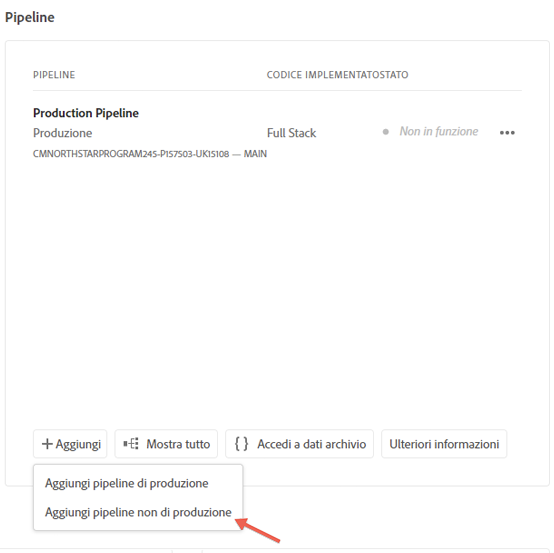 Pipeline
PIPELINE CODICE IMPLEMENTATOSTATO
Production Pipeline
Produzione Full Stack Non in funzione
CMNORTHSTARPROGRAM245-P157503-UK15108 — MAIN
Aggiungi Mostra tutto Accedi a dati archivio Ulteriori informazioni
Aggiungi pipeline di produzione
Aggiungi pipeline non di produzione